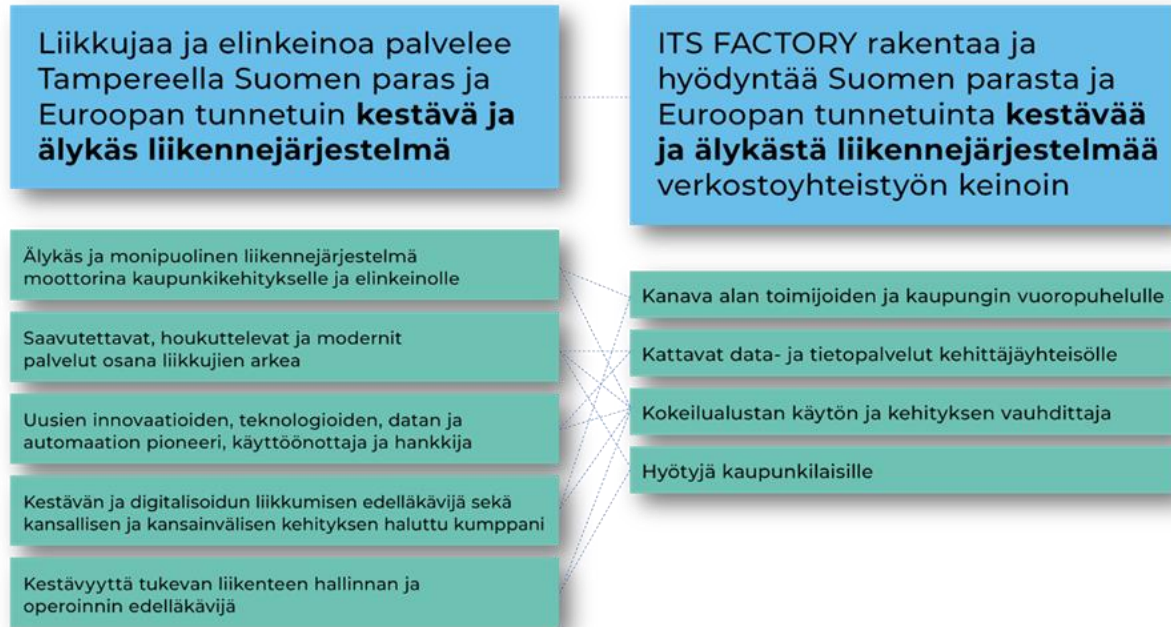 Liikkujaa ja elinkeinoa palvelee
Tampereella Suomen paras ja
Euroopan tunnetuin kestävä ja
älykäs liikennejärjestelmä
Älykäs ja monipuolinen liikennejärjestelmä
moottorina kaupunkikehitykselle ja elinkeinolle
Saavutettavat, houkuttelevat ja modernit
palvelut osana liikkujien arkea
Uusien innovaatioiden, teknologioiden, datan ja
automaation pioneeri, käyttöönottaja ja hankkija
Kestävän ja digitalisoidun liikkumisen edelläkävijä sekä
kansallisen ja kansainvälisen kehityksen haluttu kumppani
Kestävyyttä tukevan liikenteen hallinnan ja
operoinnin edelläkävijä
ITS FACTORY rakentaa ja
hyödyntää Suomen parasta ja
Euroopan tunnetuinta kestävää
ja älykästä liikennejärjestelmää
verkostoyhteistyön keinoin
Kanava alan toimijoiden ja kaupungin vuoropuhelulle
Kattavat data- ja tietopalvelut kehittäjäyhteisölle
Kokeilualustan käytön ja kehityksen vauhdittaja
Hyötyjä kaupunkilaisille